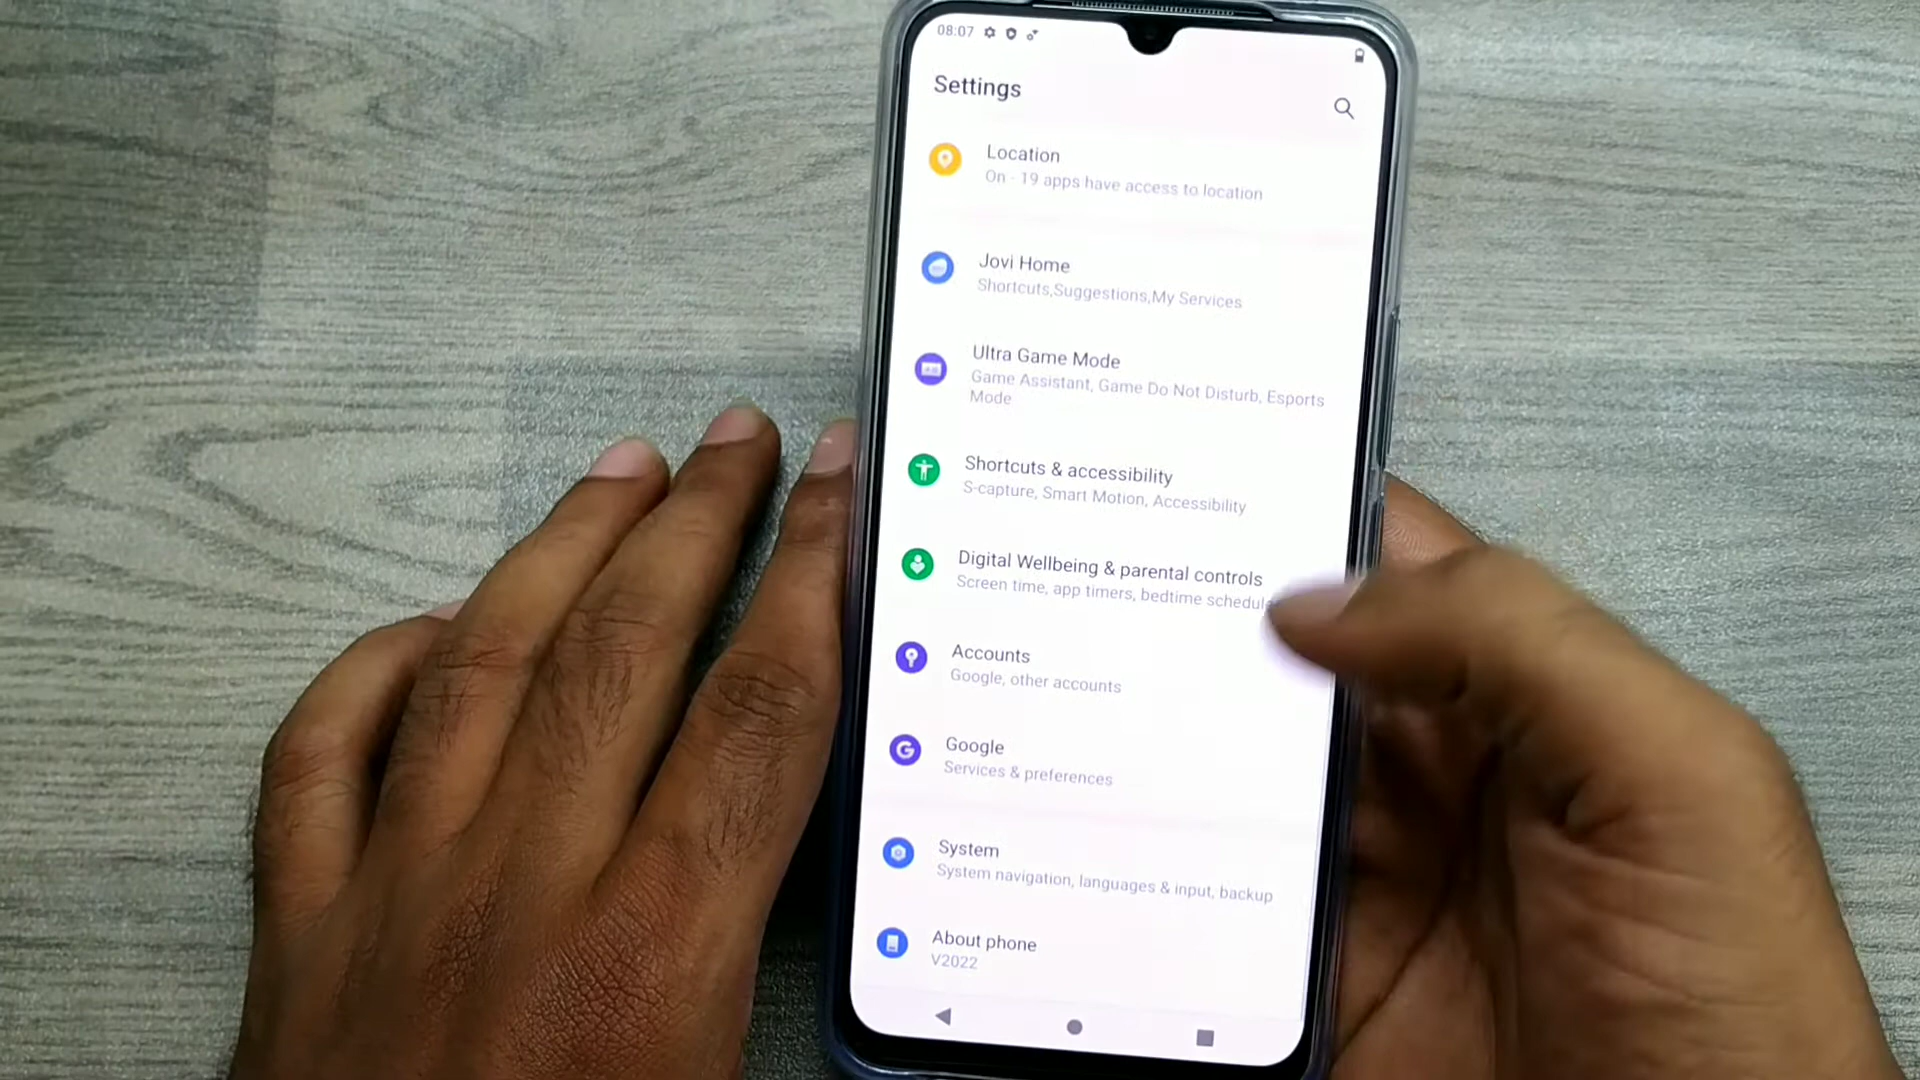 08:07
Settings
Location
On - 19 apps have access to location
Jovi Home
Shortcuts,Suggestions,My Services
Ultra Game Mode
Game Assistant, Game Do Not Disturb, Esports
Mode
Shortcuts & accessibility
S-capture, Smart Motion, Accessibility
Digital Wellbeing & parental controls
Screen time, app timers, bedtime schedule
Accounts
Google, other accounts
Google
Services & preferences
System
System navigation, languages & input, backup
About phone
V2022